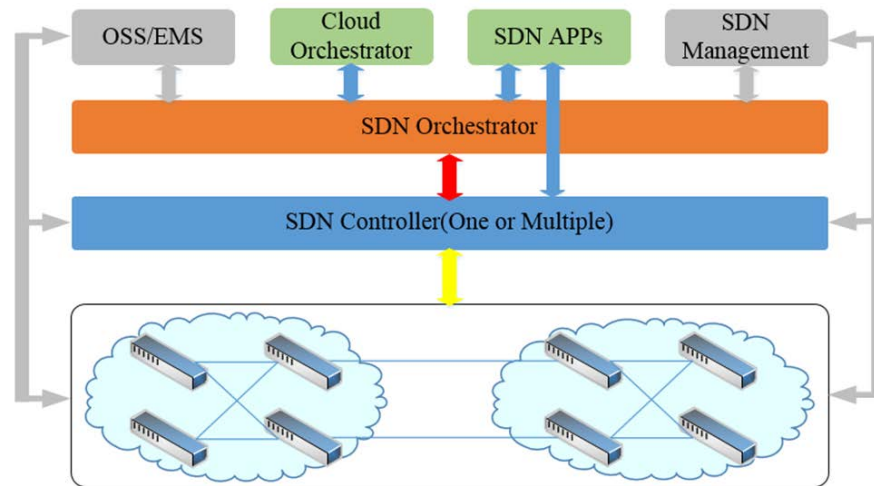 OSS/EMS
Cloud
Orchestrator
SDN APPs
SDN
Management
SDN Orchestrator
SDN Controller(One or Multiple)